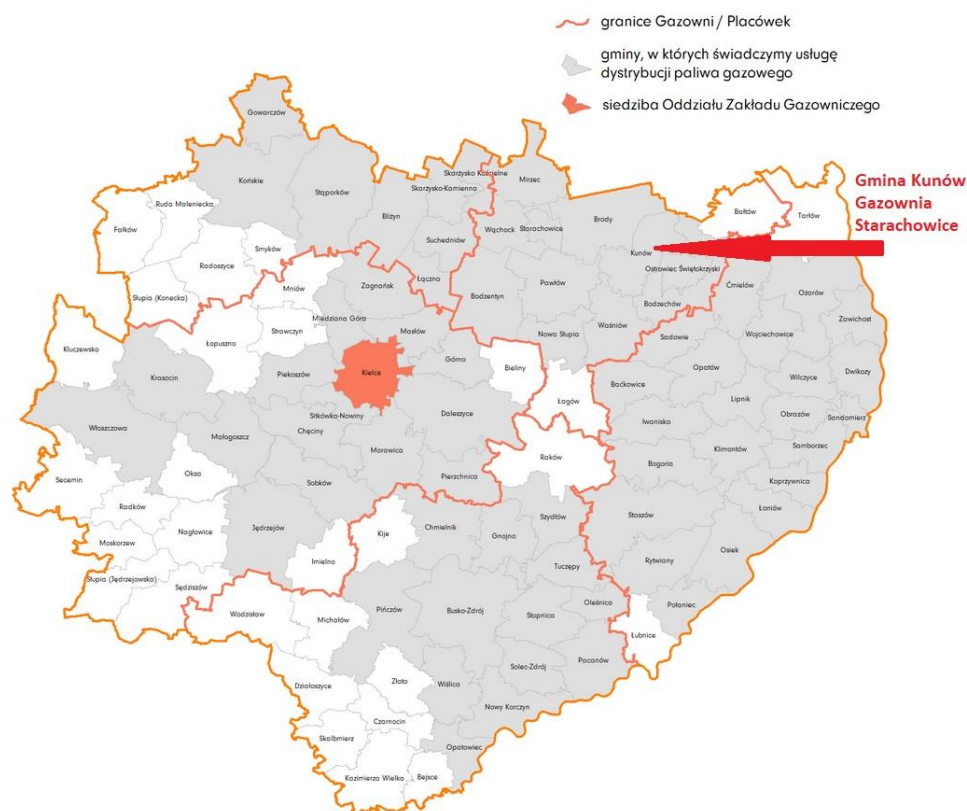 granice Gazowni / Placówek
gminy, w których świadczymy usługę
dystrybucji paliwa gazowego
siedziba Oddziału Zakładu Gazowniczego
Gmina Kunów
Gazownia
Starachowice
Gowarczów
Końskie
Stąporków
Skarżysko Kościelne
Skarżysko-Kamienna
Mirzec
Ruda Maleniecka
Fałków
Bliżyn
Brody
Bałtów
Tarłów
Wąchock
Starachowice
Smyków
Suchedniów
Kunów
Radoszyce
Ostrowiec Świętokrzyski
Łączna
Zagnańsk
Słupia (Konecka)
Mniów
Bodzentyn
Pawłów
Ćmielów
Ożarów
Bodzechów
Miedziana Góra
Strawczyn
Masłów
Nowa Słupia
Waśniów
Sadowie
Wojciechowice
Zawichost
Łopuszno
Kluczewska
Górna
Bieliny
Opatów
Krasocin
Piekoszów
Kielce
Wilczyce
Dwikozy
Baćkowice
Łagów
Lipnik
Sitkówka-Nowiny
Daleszyce
Obrazów
Sandomierz
Iwaniska
Włoszczowa
Chęciny
Małogoszcz
Klimontów
Samborzec
Morawica
Raków
Bogoria
Oksa
Pierzchnica
Secemin
Sobków
Koprzywnica
Radków
Staszów
Łoniów
Szydłów
Jędrzejów
Chmielnik
Nagłowice
Kije
Gnojno
Moskorzew
Osiek
Imielno
Rytwiany
Tuczępy
Słupia (Jędrzejowska)
Sędziszów
Oleśnica
Połaniec
Pińczów
Busko-Zdrój
Wodzisław
Stopnica
Michałów
Łubnice
Pacanów
Solec-Zdrój
Złota
Wiślica
Działoszyce
Nowy Korczyn
Czarnocin
Skalbmierz
Opatowiec
Kazimierza Wielka
Bejsce